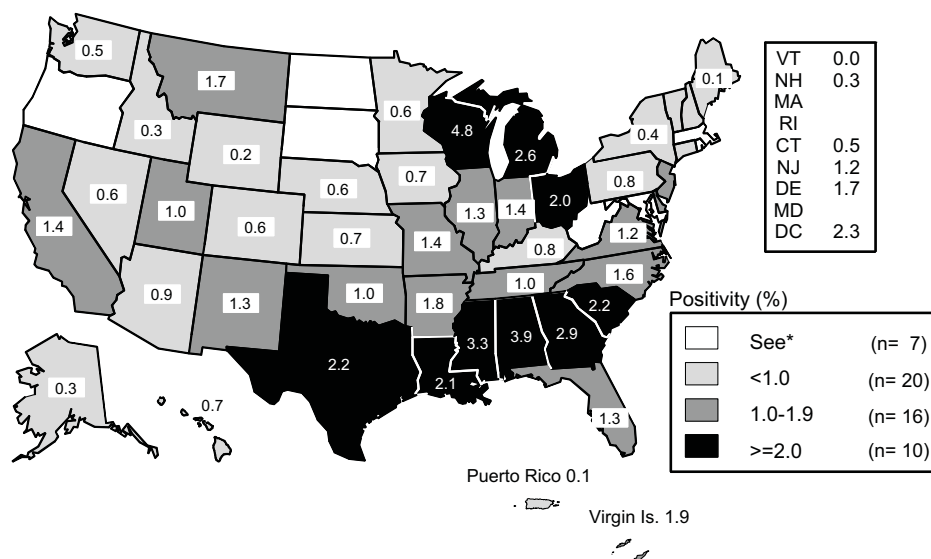 0.5
1.7
0.3
0.2
0.6
4.8
2.6
0.4
0.1
1.4
0.6
1.0
0.6
0.6
0.7
0.7
1.3
1.4
2.0
0.8
1.4
0.8
1.2
0.9
1.3
1.0
1.8
1.0
1.6
2.2
2.2
2.1
3.3
3.9
2.9
1.3
0.3
0.7
VT 0.0
NH 0.3
MA
RI
CT 0.5
NJ 1.2
DE 1.7
MD
DC 2.3
Positivity (%)
See* (n= 7)
<1.0 (n= 20)
1.0-1.9 (n= 16)
>=2.0 (n= 10)
Puerto Rico 0.1
Virgin Is. 1.9